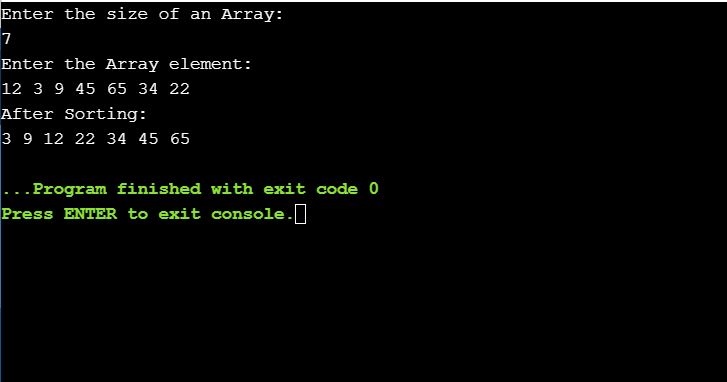 Enter the size of an Array:
7
Enter the Array element:
12 3 9 45 65 34 22
After Sorting:
3 9 12 22 34 45 65
...Program finished with exit code 0
Press ENTER to exit console.